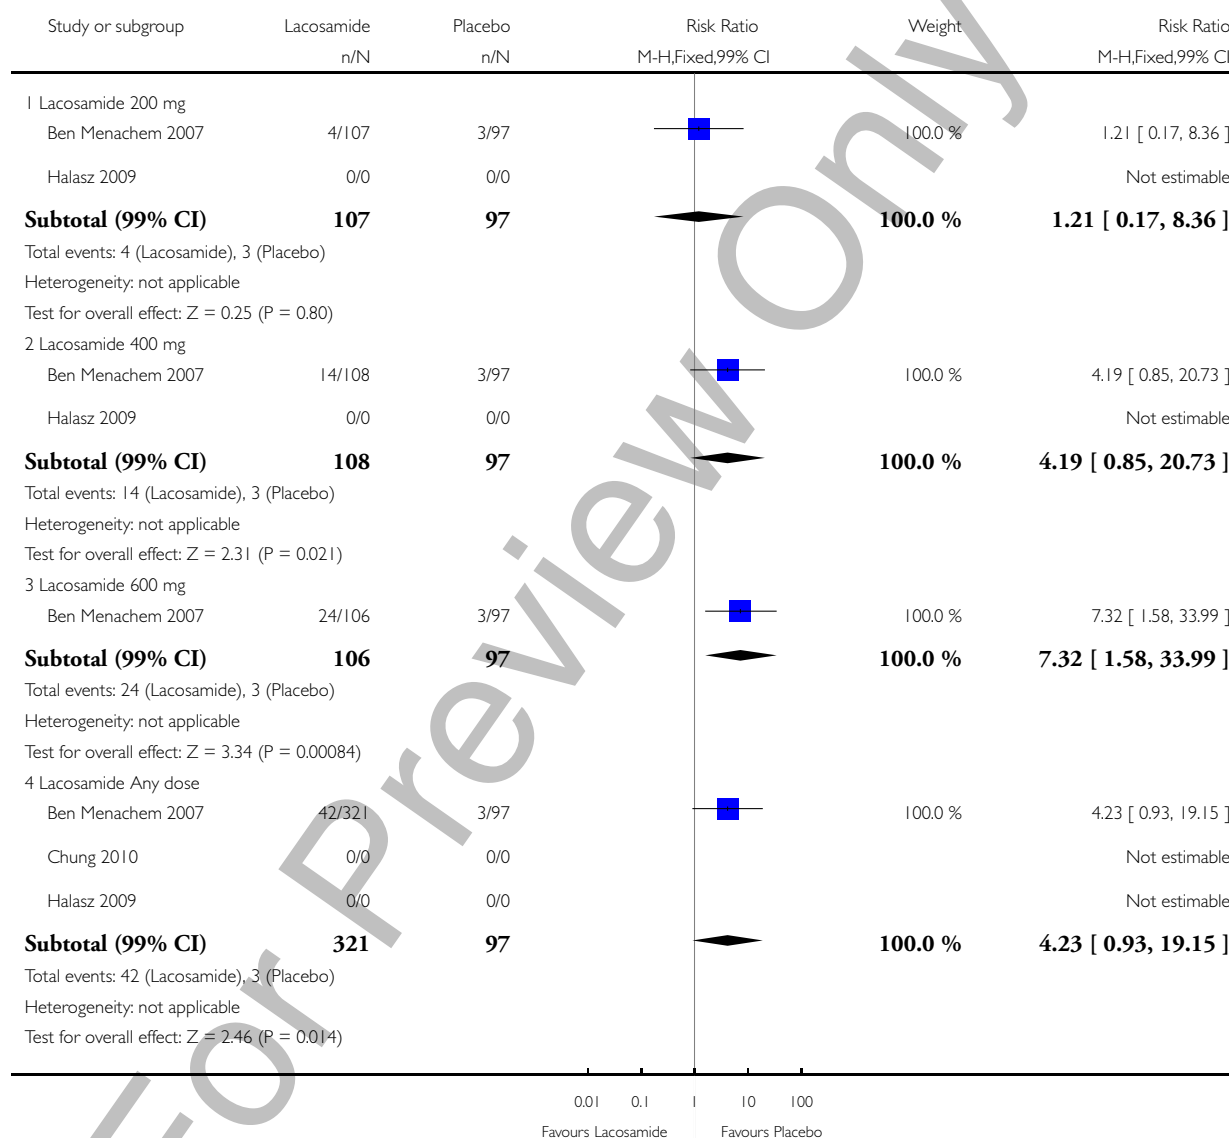 Study or subgroup Lacosamide Placebo Risk Ratio Weight Risk Ratio
n/N n/N M-H,Fixed,99% CI M-H,Fixed,99% CI
1 Lacosamide 200 mg
Ben Menachem 2007 4/107 3/97 100.0 % 1.21 [ 0.17, 8.36 ]
Halasz 2009 0/0 0/0 Not estimable
Subtotal (99% CI) 107 97 100.0 % 1.21 [ 0.17, 8.36 ]
Total events: 4 (Lacosamide), 3 (Placebo)
Heterogeneity: not applicable
Test for overall effect: Z = 0.25 (P = 0.80)
2 Lacosamide 400 mg
Ben Menachem 2007 14/108 3/97 100.0 % 4.19 [ 0.85, 20.73 ]
Halasz 2009 0/0 0/0 Not estimable
Subtotal (99% CI) 108 97 100.0 % 4.19 [ 0.85, 20.73 ]
Total events: 14 (Lacosamide), 3 (Placebo)
Heterogeneity: not applicable
Test for overall effect: Z = 2.31 (P = 0.021)
3 Lacosamide 600 mg
Ben Menachem 2007 24/106 3/97 100.0 % 7.32 [ 1.58, 33.99 ]
Subtotal (99% CI) 106 97 100.0 % 7.32 [ 1.58, 33.99 ]
Total events: 24 (Lacosamide), 3 (Placebo)
Heterogeneity: not applicable
Test for overall effect: Z = 3.34 (P = 0.00084)
4 Lacosamide Any dose
Ben Menachem 2007 42/321 3/97 100.0 % 4.23 [ 0.93, 19.15 ]
Chung 2010 0/0 0/0 Not estimable
Halasz 2009 0/0 0/0 Not estimable
Subtotal (99% CI) 321 97 100.0 % 4.23 [ 0.93, 19.15 ]
Total events: 42 (Lacosamide), 3 (Placebo)
Heterogeneity: not applicable
Test for overall effect: Z = 2.46 (P = 0.014)
0.01 0.1 1 10 100
Favours Lacosamide Favours Placebo
For Preview Only